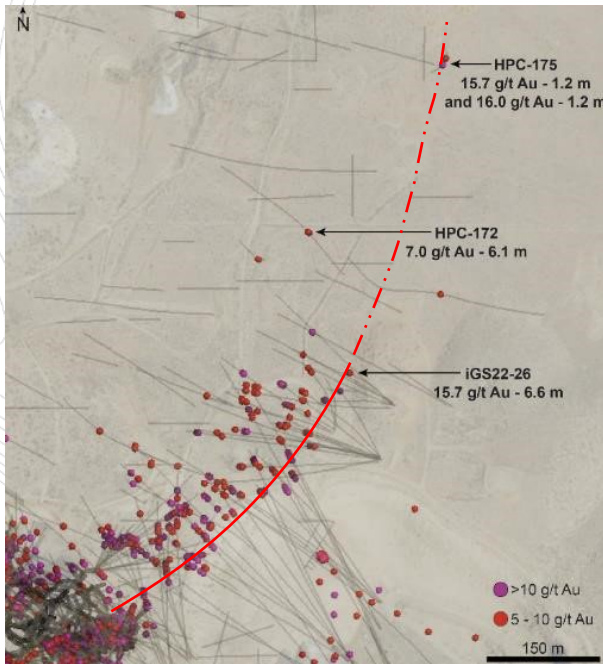 N
HPC-175
15.7 g/t Au - 1.2 m
and 16.0 g/t Au - 1.2 m
HPC-172
7.0 g/t Au - 6.1 m
iGS22-26
15.7 g/t Au - 6.6 m
>10 g/t Au
5 - 10 g/t Au
150 m